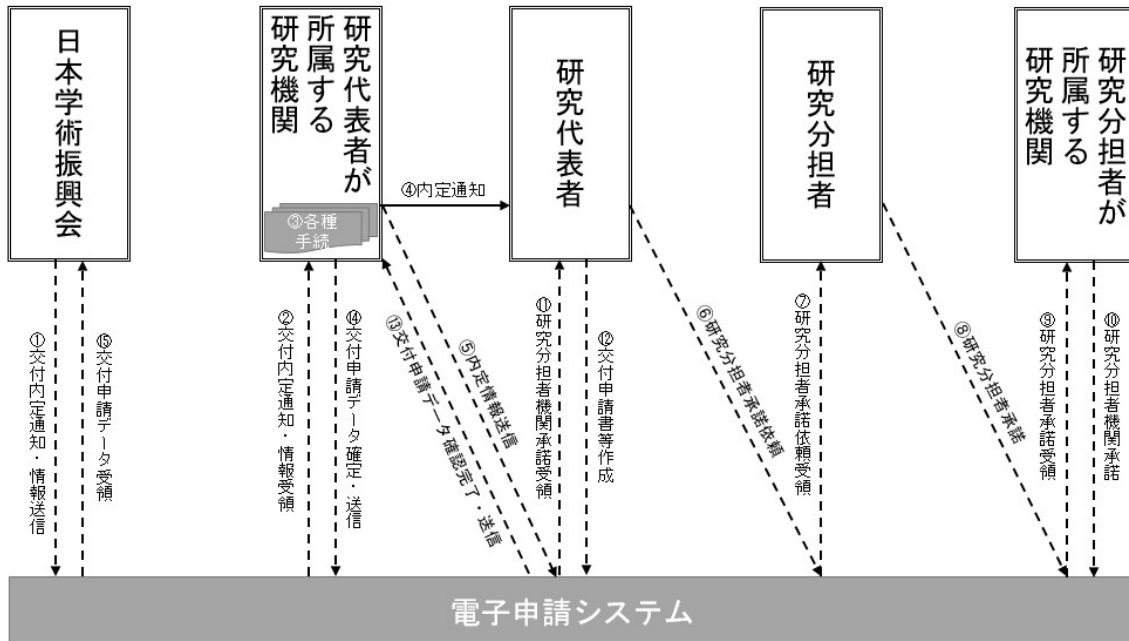 日本学術振興会
研究代表者が
所属する
研究機関
研究代表者
研究分担者
研究分担者が
所属する
研究機関
③各種
手続
④内定通知
①交付内定通知・情報送信
⑮交付申請データ受領
②交付内定通知・情報受領
⑭交付申請データ確定・送信
⑬交付申請データ確認完了・送信
⑤内定情報送信
⑪研究分担者機関承諾受領
⑫交付申請書等作成
⑥研究分担者承諾依頼
⑦研究分担者承諾依頼受領
⑧研究分担者承諾
⑨研究分担者承諾受領
⑩研究分担者機関承諾
電子申請システム